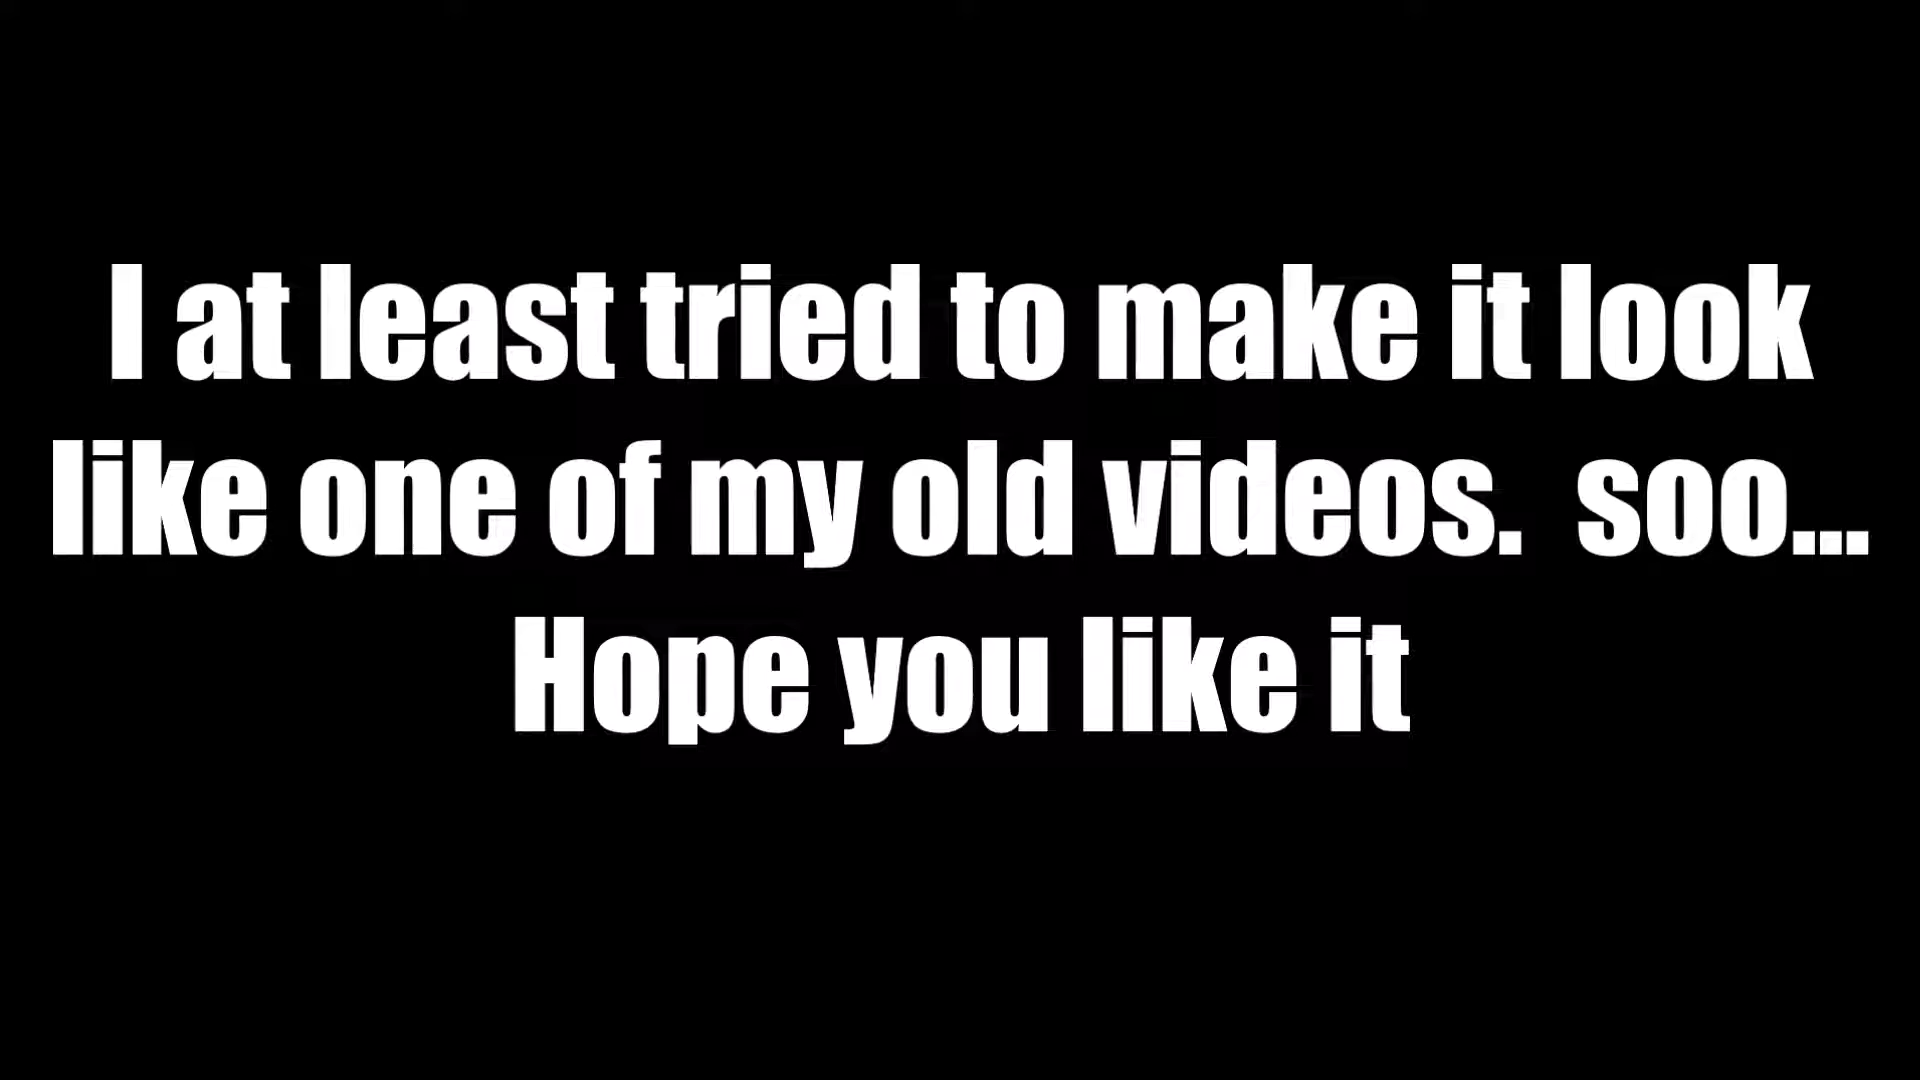 I at least tried to make it look
like one of my old videos.  soo...
Hope you like it